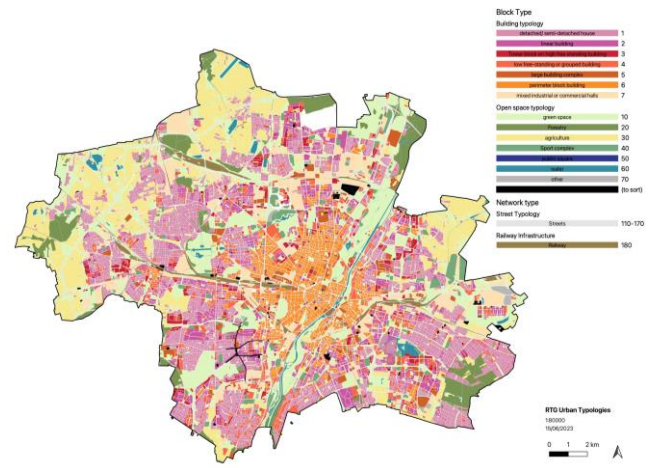 Block Type
Building typology
detached/ semi-detached house 1
linear building 2
3
low free-standing or grouped building 4
large building complex 5
perimeter block building 6
mixed industrial or commercial halls 7
Open space typology
green space 10
Forestry 20
agriculture 30
Sport complex 40
public square 50
water 60
other 70
(to sort)
Network type
Street Typology
Streets 110-170
Railway Infrastructure
Railway 180
RTG Urban Typologies
1:80000
15/08/2023
0 1 2 km